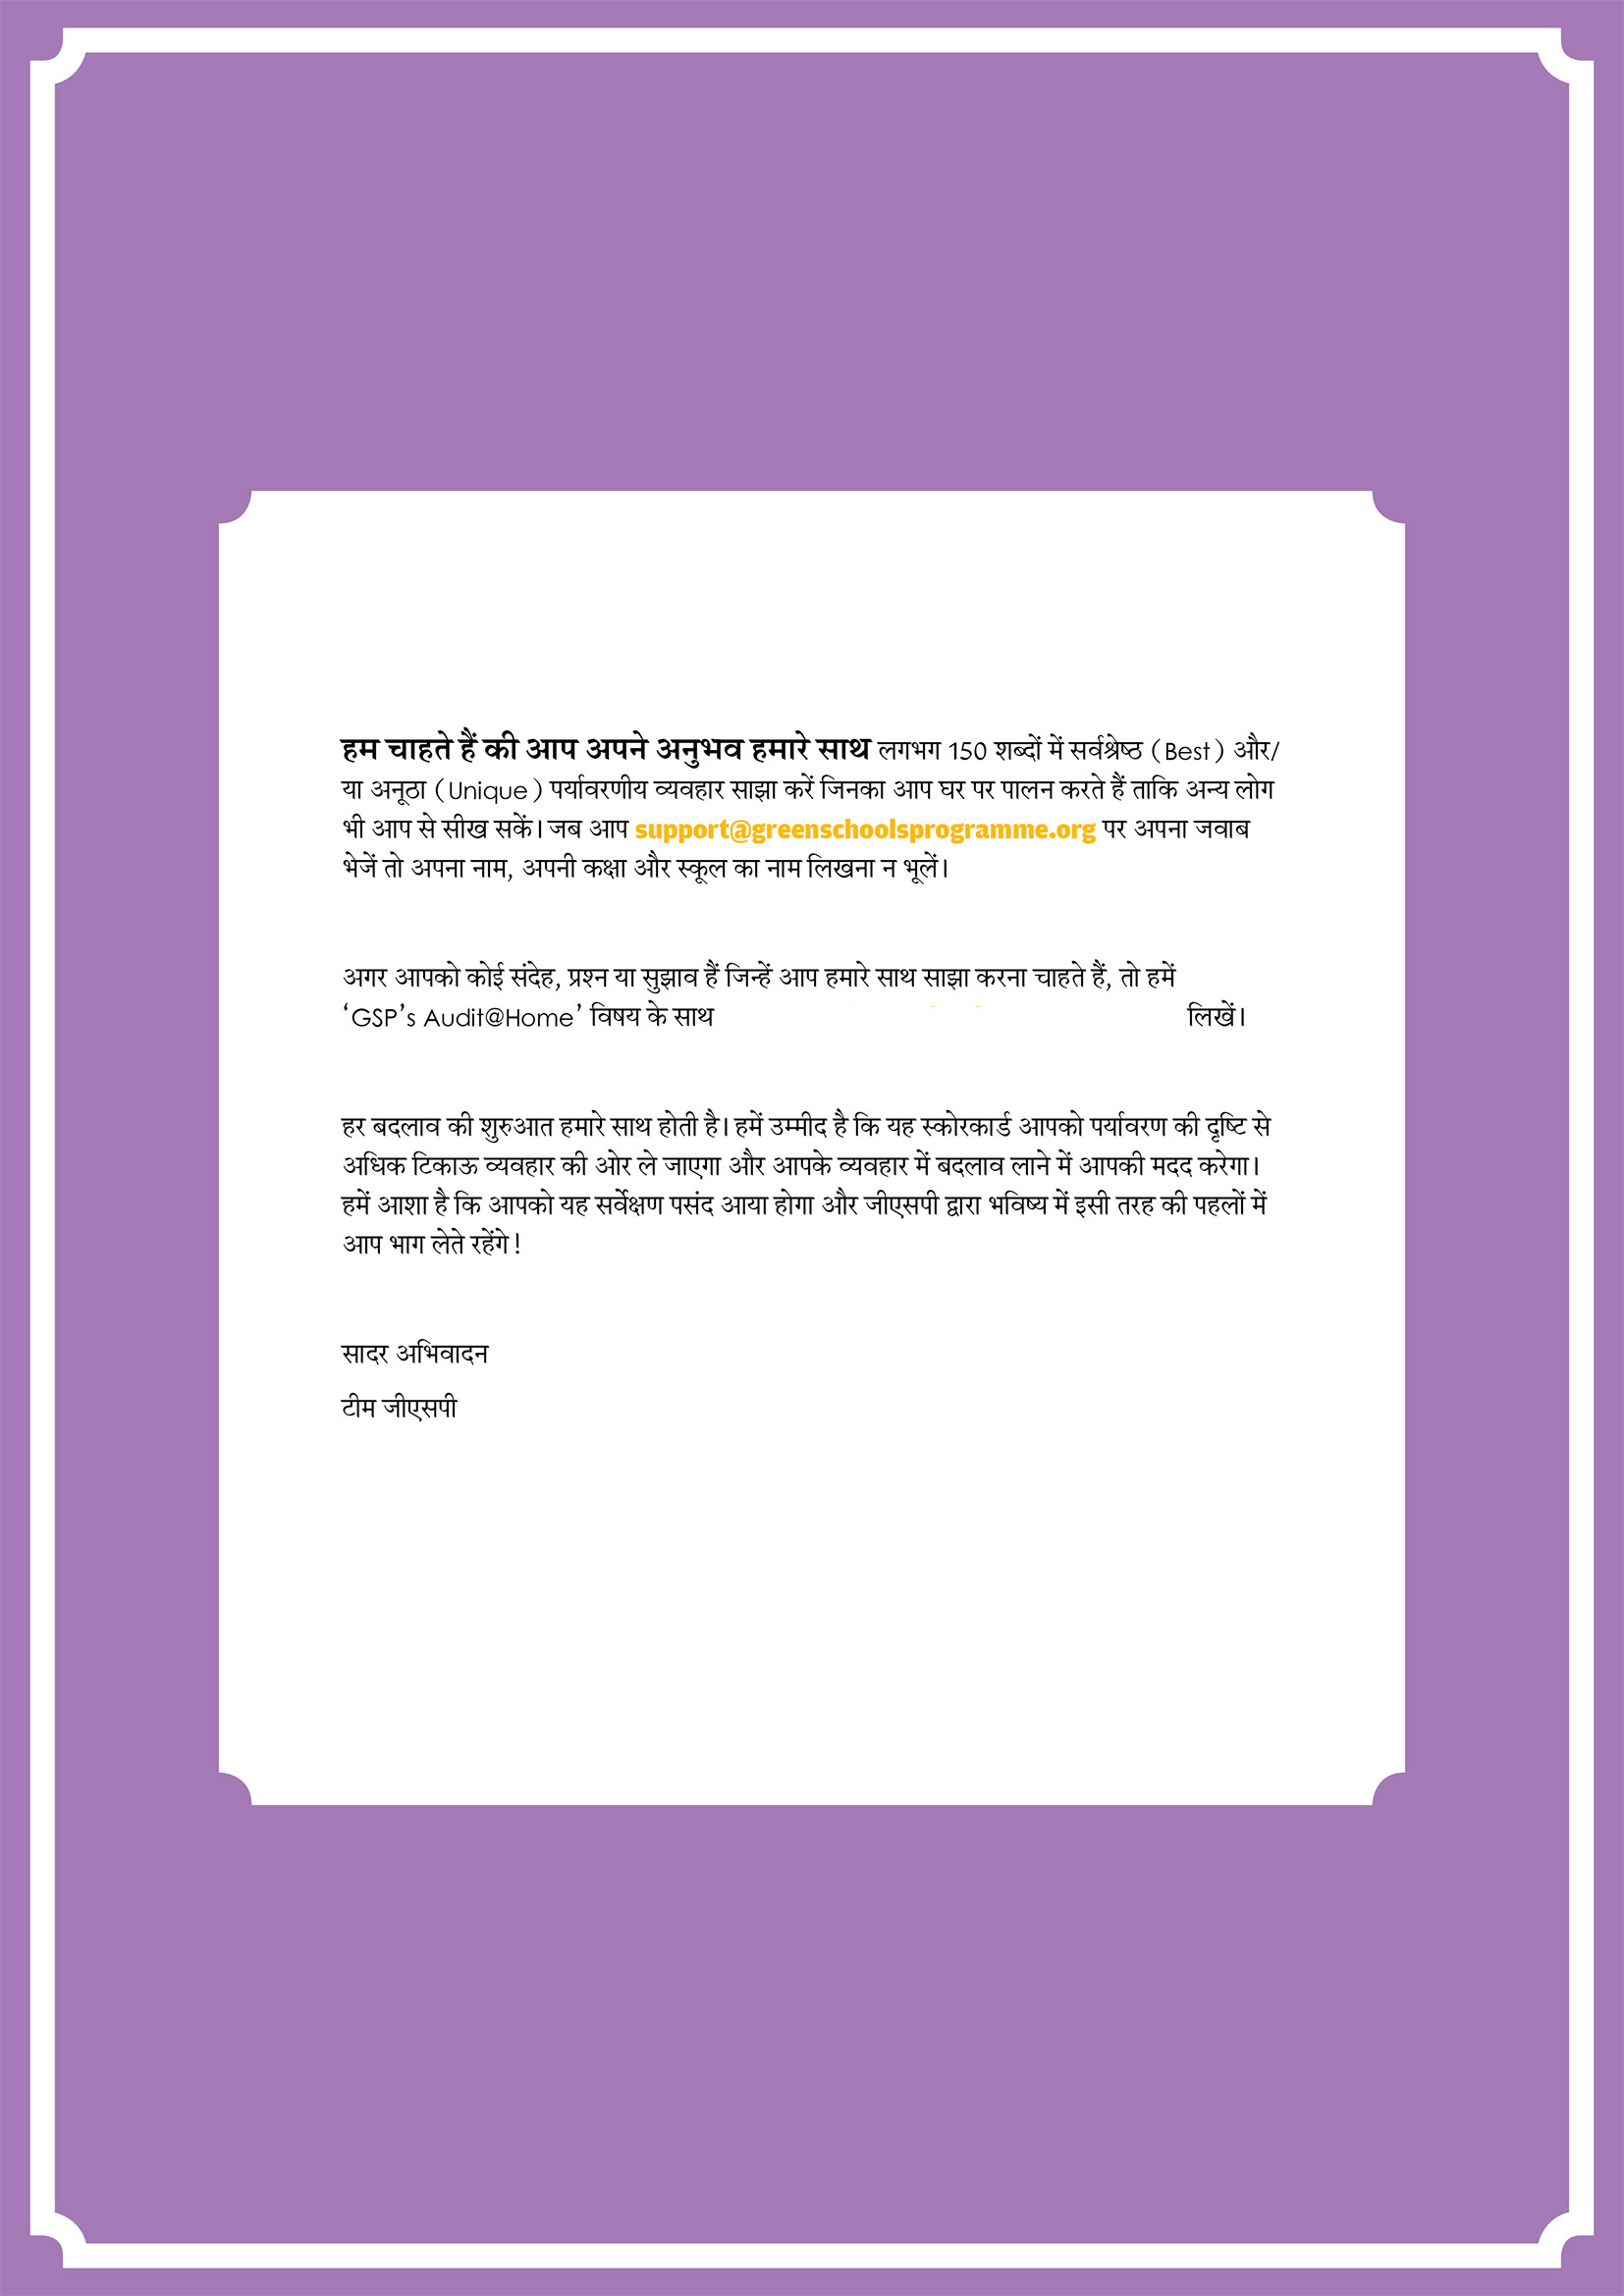 हम चाहते हैं की आप अपने अनुभव हमारे साथ लगभग 150 शब्दों में सर्वश्रेष्ठ (Best) और/
या अनूठा (Unique) पर्यावरणीय व्यवहार साझा करें जिनका आप घर पर पालन करते हैं ताकि अन्य लोग
भी आप से सीख सकें। जब आप support@greenschoolsprogramme.org पर अपना जवाब
भेजें तो अपना नाम, अपनी कक्षा और स्कूल का नाम लिखना न भूलें।
अगर आपको कोई संदेह, प्रश्न या सुझाव हैं जिन्हें आप हमारे साथ साझा करना चाहते हैं, तो हमें
‘GSP’s Audit@Home’ विषय के साथ लिखें।
हर बदलाव की शुरुआत हमारे साथ होती है। हमें उम्मीद है कि यह स्कोरकार्ड आपको पर्यावरण की दृष्टि से
अधिक टिकाऊ व्यवहार की ओर ले जाएगा और आपके व्यवहार में बदलाव लाने में आपकी मदद करेगा।
हमें आशा है कि आपको यह सर्वेक्षण पसंद आया होगा और जीएसपी द्वारा भविष्य में इसी तरह की पहलों में
आप भाग लेते रहेंगे!
सादर अभिवादन
टीम जीएसपी